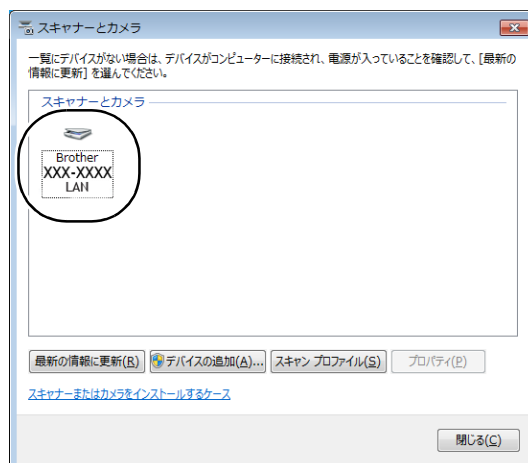 スキャナーとカメラ
一覧にデバイスがない場合は、デバイスがコンピューターに接続され、電源が入っていることを確認して、[最新の
情報に更新] を選んでください。
スキャナーとカメラ
Brother
XXX-XXXX
LAN
最新の情報に更新(R) デバイスの追加(A)... スキャン プロファイル(S) プロパティ(P)
スキャナーまたはカメラをインストールするケース
閉じる(C)